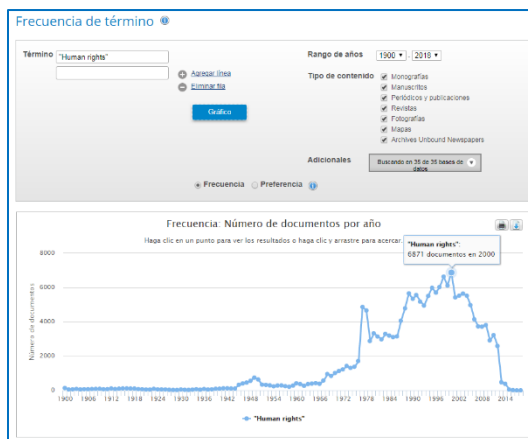 Frecuencia de término
Término "Human rights"
Agregar línea
Eliminar fila
Gráfico
Rango de años 1900 - 2018
Tipo de contenido Monografías
Manuscritos
Periódicos y publicaciones
Revistas
Fotografías
Mapas
Archives Unbound Newspapers
Adicionales Buscando en 35 de 35 bases de
datos
Frecuencia Preferencia
Frecuencia: Número de documentos por año
Haga clic en un punto para ver los resultados o haga clic y arrastre para acercar.
"Human rights":
6871 documentos en 2000
Número de documentos
8000
6000
4000
2000
0
1900 1906 1912 1918 1924 1930 1936 1942 1948 1954 1960 1966 1972 1978 1984 1990 1996 2002 2008 2014
"Human rights"